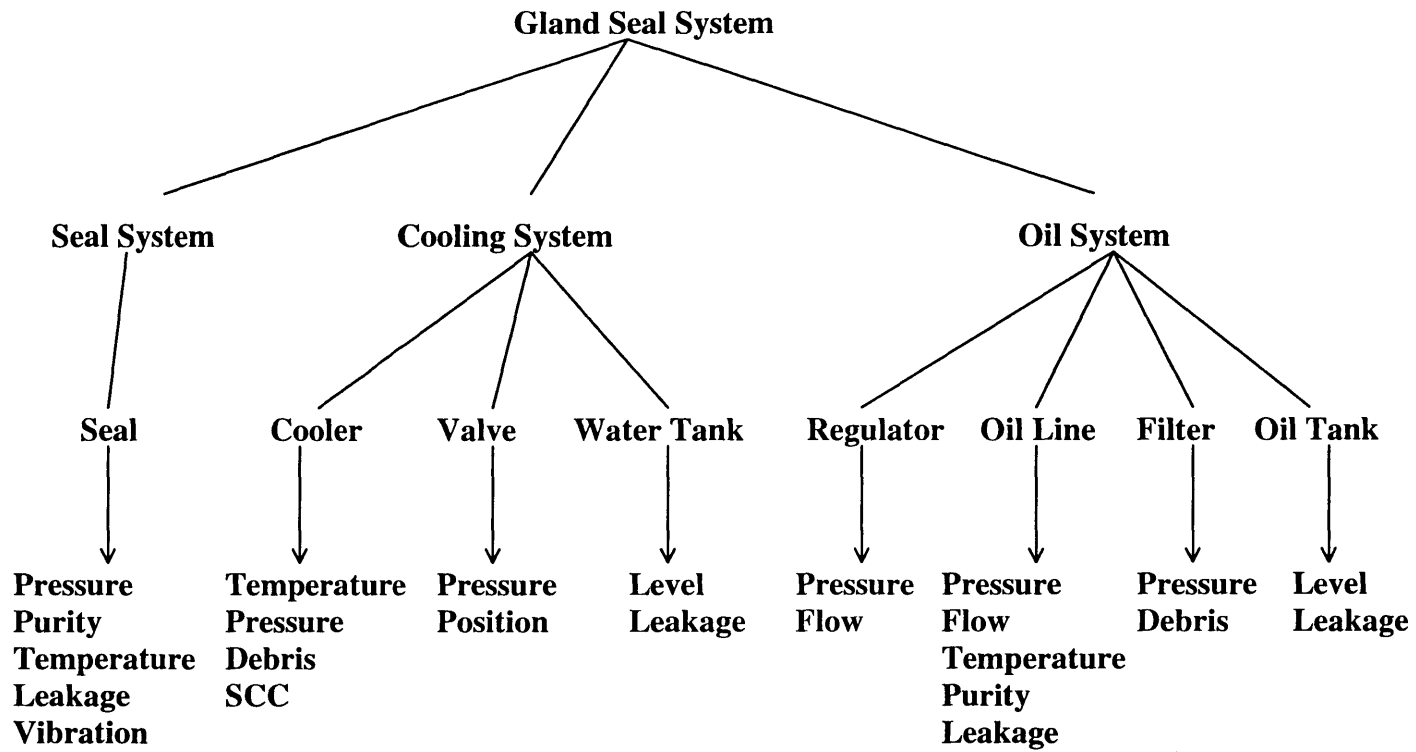 Gland Seal System
Seal System
Cooling System
Oil System
Seal
Cooler
Valve
Water Tank
Regulator
Oil Line
Filter
Oil Tank
Pressure
Purity
Temperature
Leakage
Vibration
Temperature
Pressure
Debris
SCC
Pressure
Position
Level
Leakage
Pressure
Flow
Pressure
Flow
Temperature
Purity
Leakage
Pressure
Debris
Level
Leakage